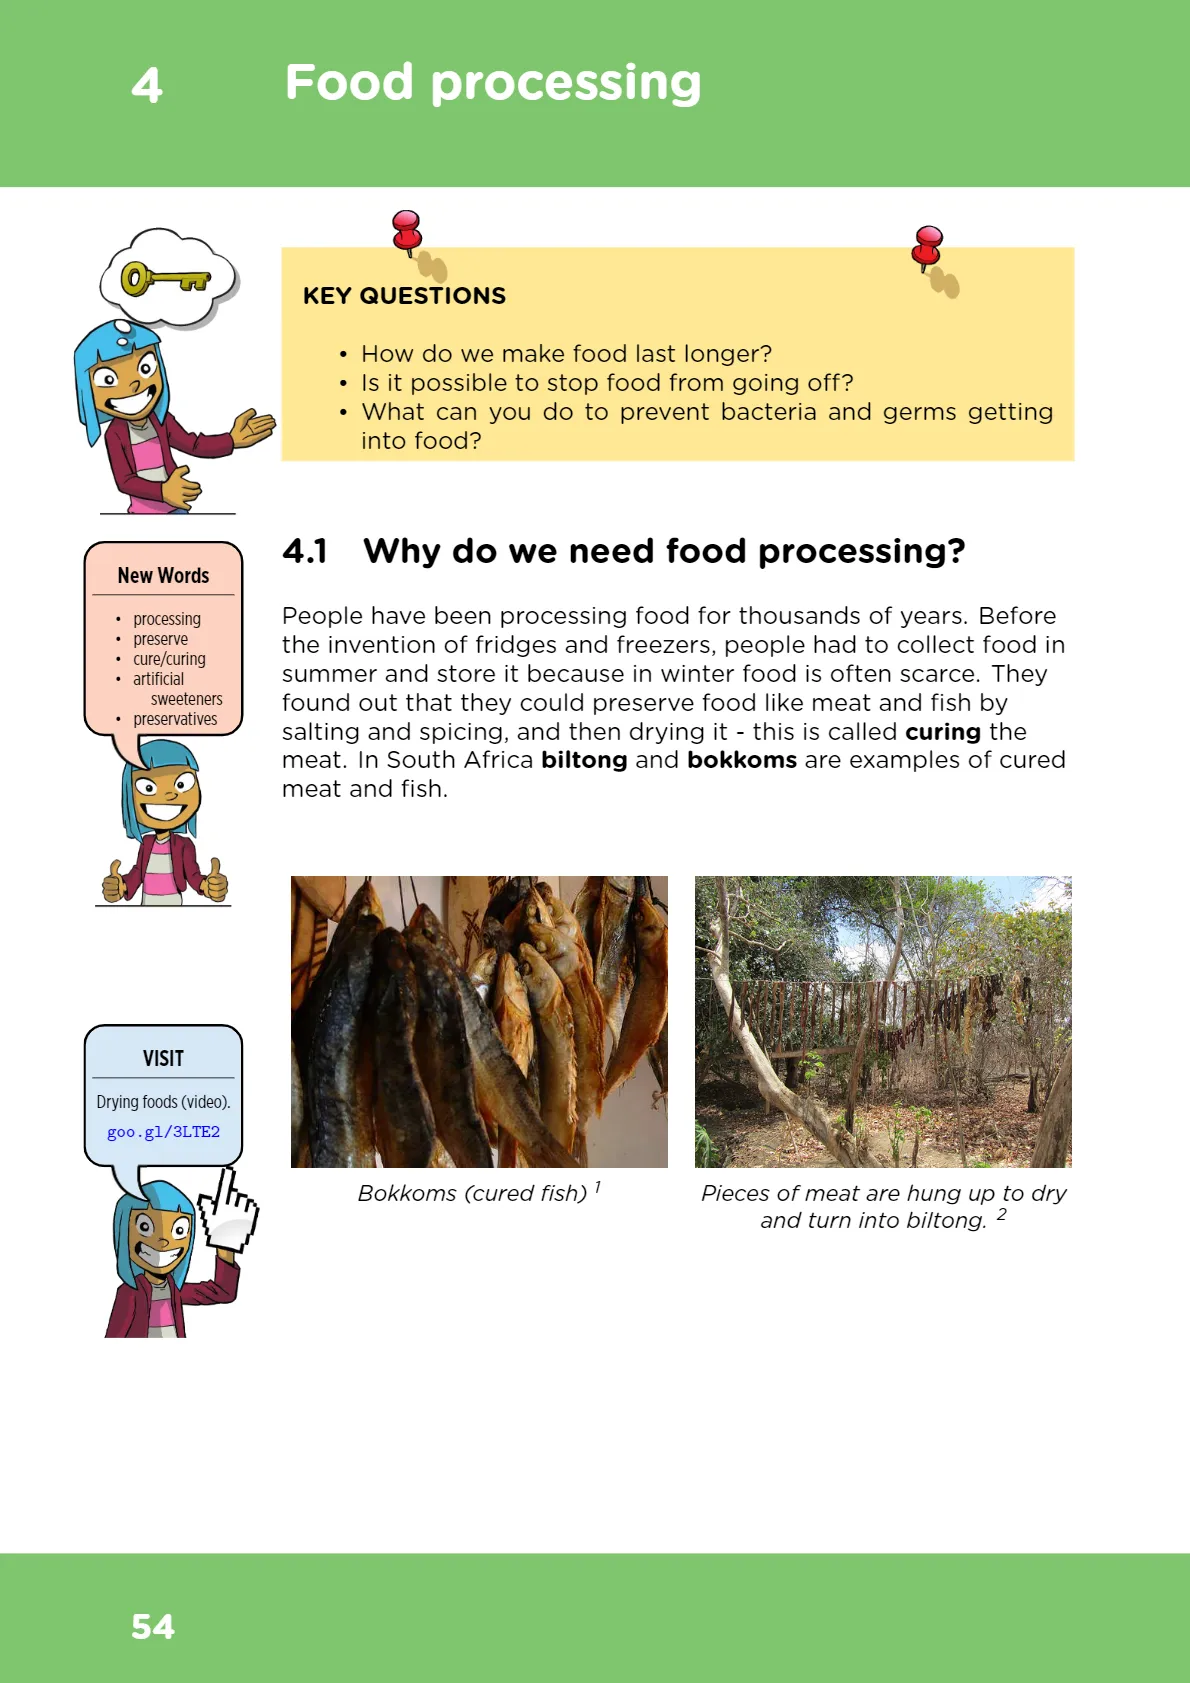 4 Food processing
KEY QUESTIONS
• How do we make food last longer?
• Is it possible to stop food from going off?
• What can you do to prevent bacteria and germs getting
into food?
4.1 Why do we need food processing?
New Words
• processing
• preserve
• cure/curing
• artificial
sweeteners
• preservatives
People have been processing food for thousands of years. Before
the invention of fridges and freezers, people had to collect food in
summer and store it because in winter food is often scarce. They
found out that they could preserve food like meat and fish by
salting and spicing, and then drying it - this is called curing the
meat. In South Africa biltong and bokkoms are examples of cured
meat and fish.
VISIT
Drying foods (video).
goo.gl/3LTE2
Bokkoms (cured fish) 1
Pieces of meat are hung up to dry
and turn into biltong. 2
54